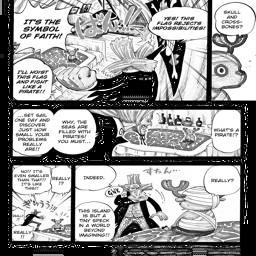 SKULL
AND
CROSS-
BONES?
YES! THIS
FLAG REJECTS
IMPOSSIBILITIES!
IT'S THE
SYMBOL
OF FAITH!
I'LL HOIST
THIS FLAG
AND FIGHT
LIKE A
PIRATE!!
WHAT'S A
PIRATE!?
WHY, THE
SEAS ARE
FILLED WITH
PIRATES!
YOU MUST...
...GET SAIL
ONE DAY AND
DISCOVER
JUST HOW
SMALL YOUR
PROBLEMS
REALLY
ARE!!
REALLY?
INDEED.
THIS ISLAND
IS BUT A
TINY SPECK
IN A WORLD
BEYOND
IMAGINING!!
REALLY
!?
NO!! IT'S
EVEN SMALLER
THAN THAT!!
IT'S LIKE
THIS!!
REALLY
!!